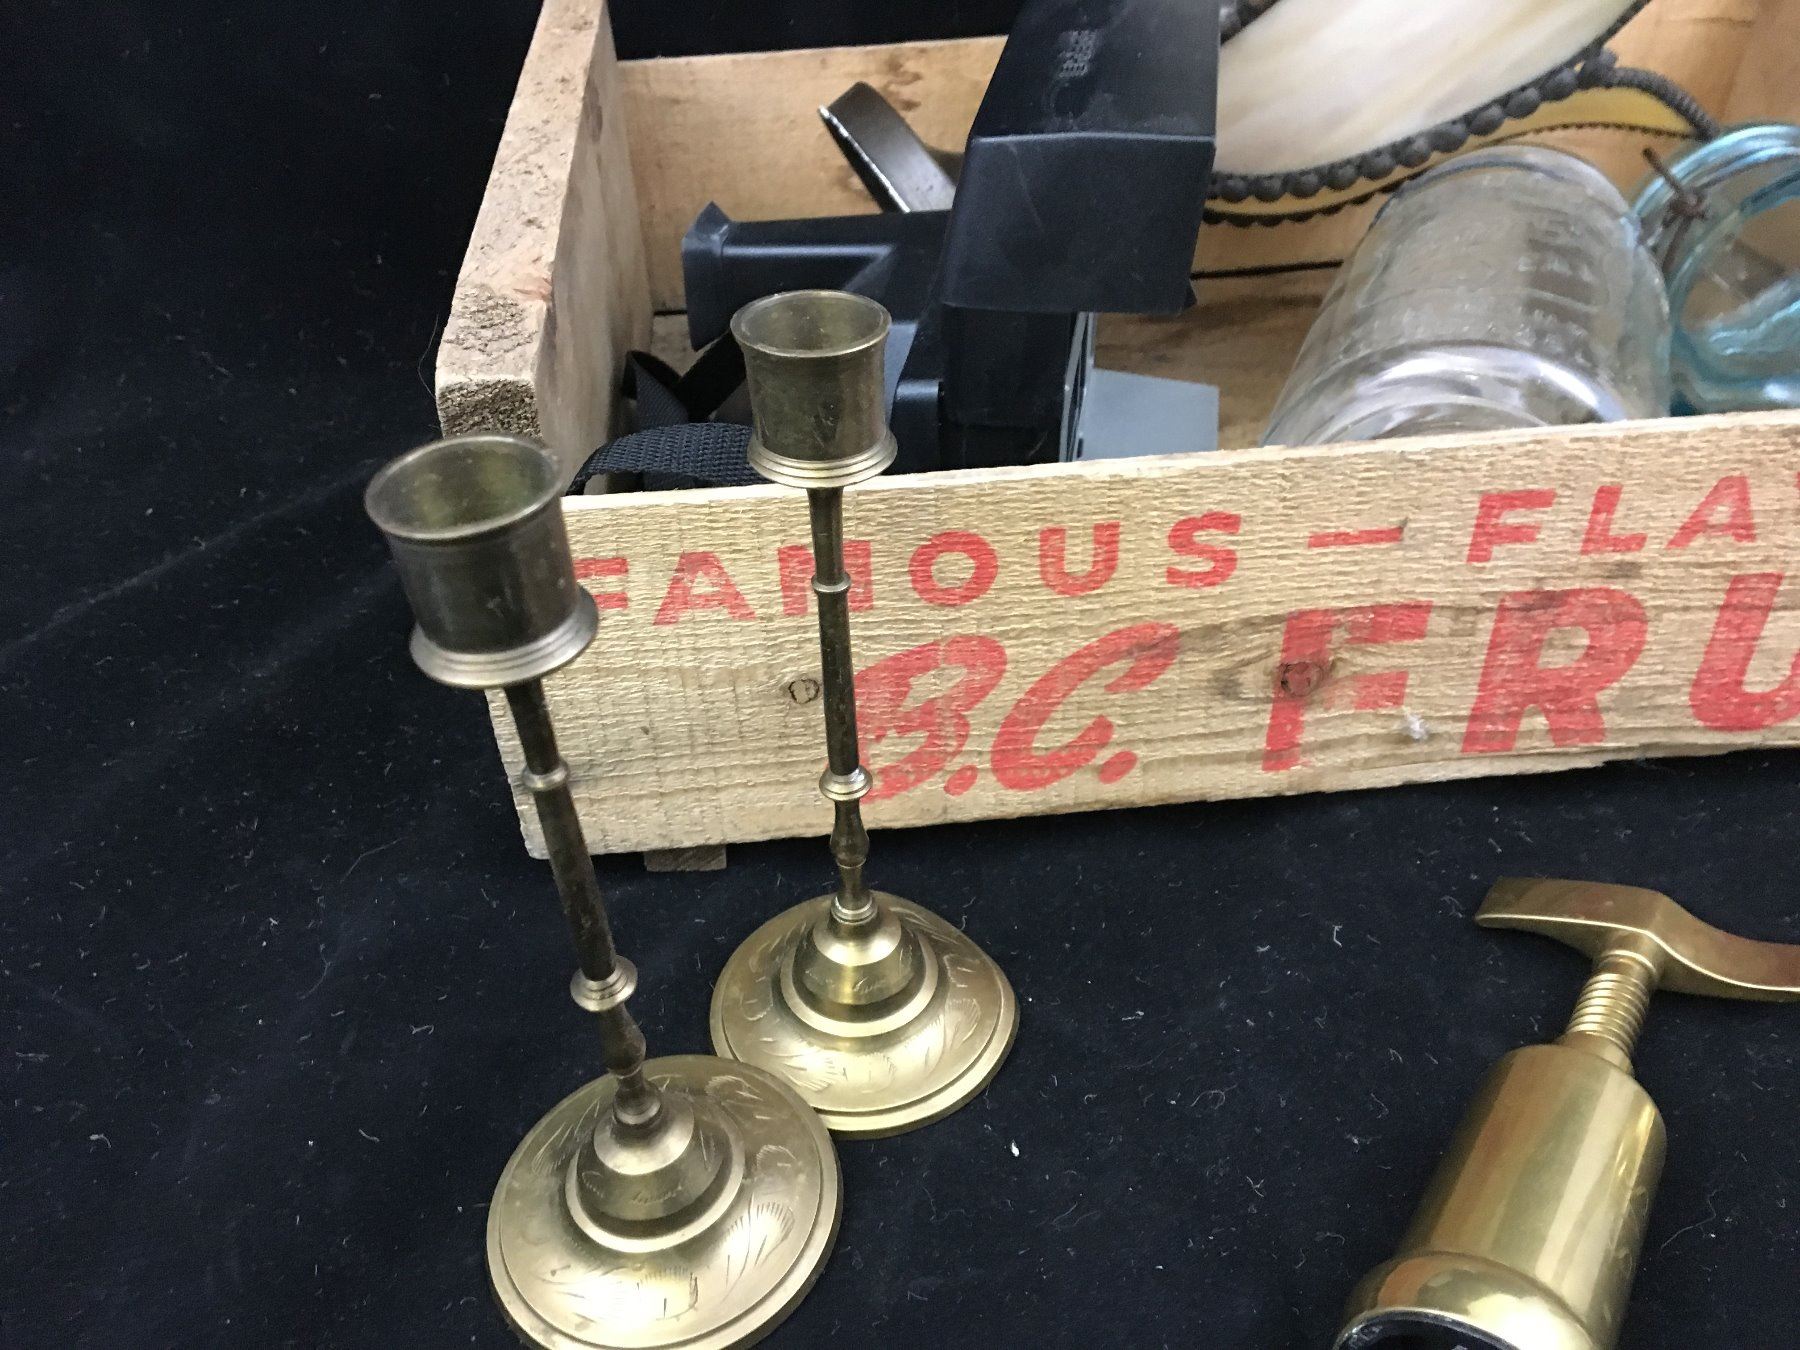 FAMOUS - FLA
B.C. FRU